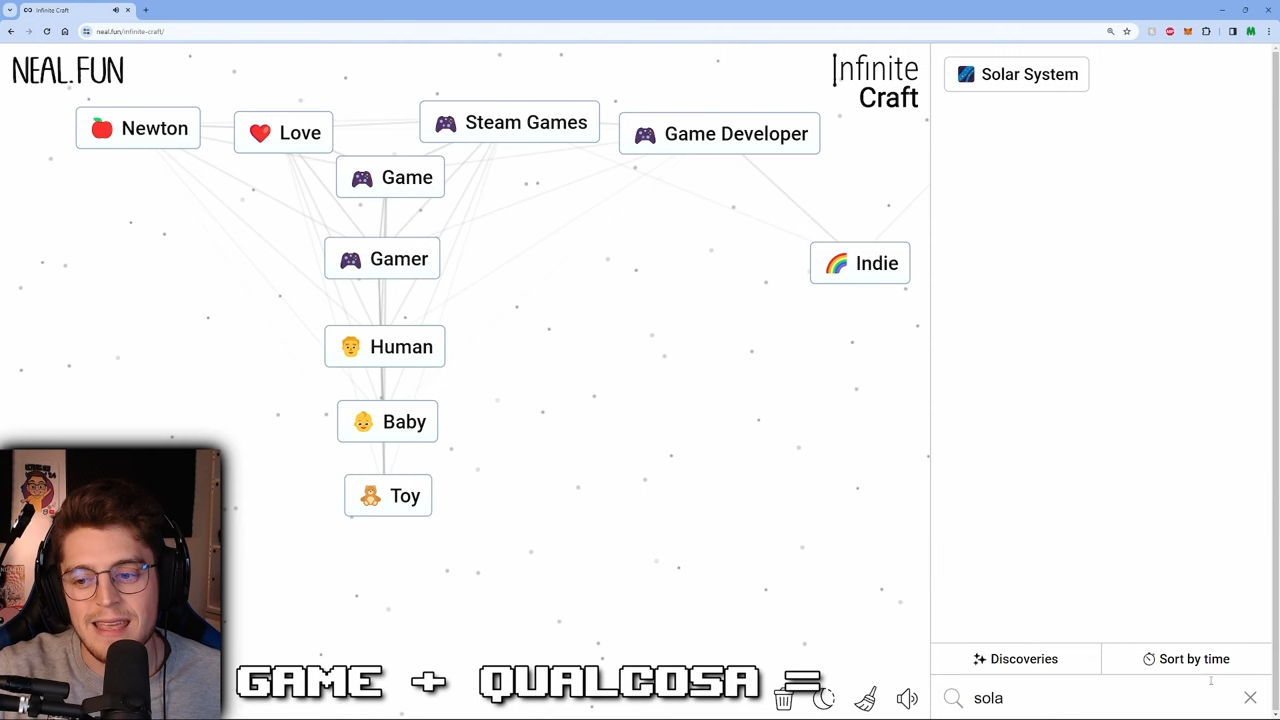 Infinite Craft
neal.fun/infinite-craft/
NEAL.FUN
Infinite
Craft
Solar System
Newton
Love
Steam Games
Game Developer
Game
Gamer
Indie
Human
Baby
Toy
GAME + QUALCOSA =
Discoveries
Sort by time
sola